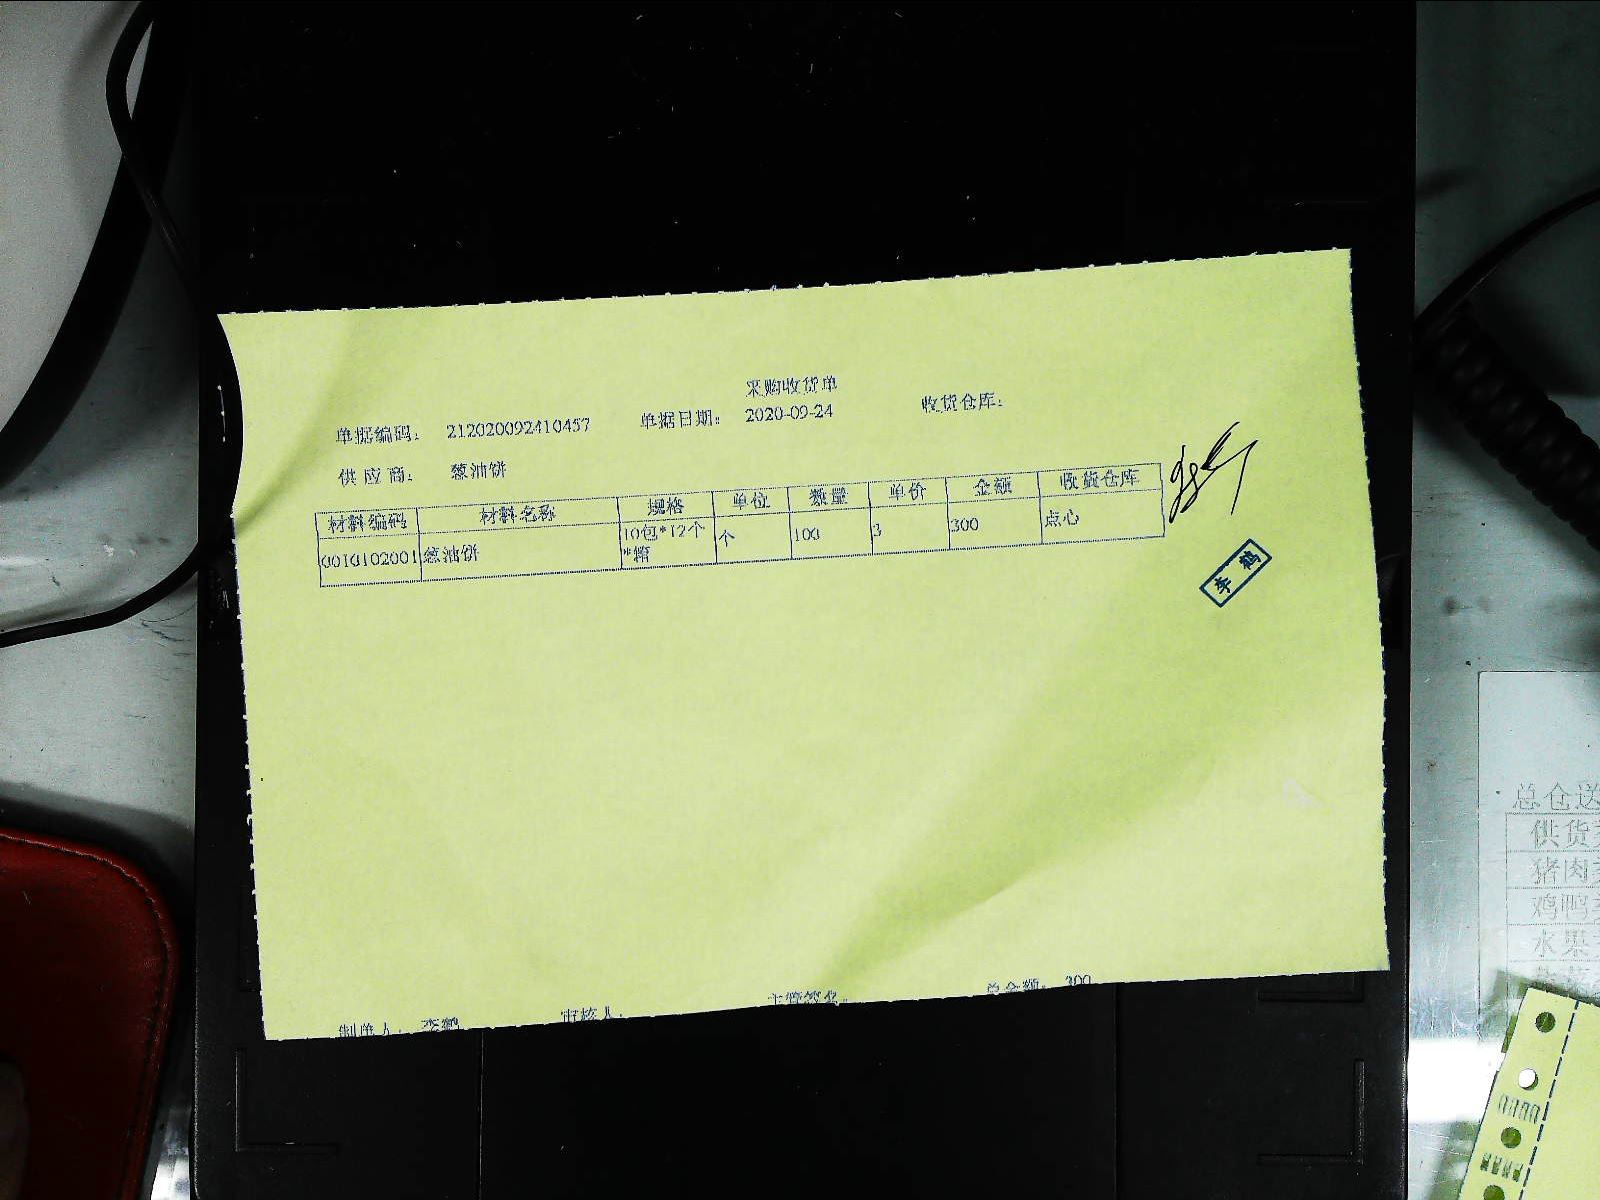 采购收货单
单据编码： 212020092410457 单据日期： 2020-09-24 收货仓库：
供应商： 葱油饼
材料编码 材料名称 规格 单位 数量 单价 金额 收货仓库
0010102001 葱油饼 10包*12个*箱 个 100 3 300 点心
李鹤
制单人： 李鹤 审核人： 主管签名： 总金额： 300
总仓送
供货
猪肉
鸡鸭
水果